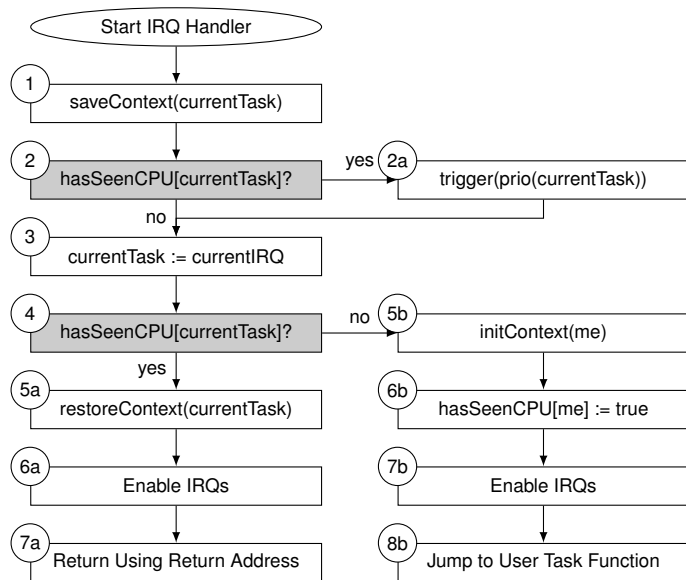 Start IRQ Handler
1
saveContext(currentTask)
2
hasSeenCPU[currentTask]?
yes
2a
trigger(prio(currentTask))
no
3
currentTask := currentIRQ
4
hasSeenCPU[currentTask]?
no
5b
initContext(me)
yes
5a
restoreContext(currentTask)
6b
hasSeenCPU[me] := true
6a
Enable IRQs
7b
Enable IRQs
7a
Return Using Return Address
8b
Jump to User Task Function